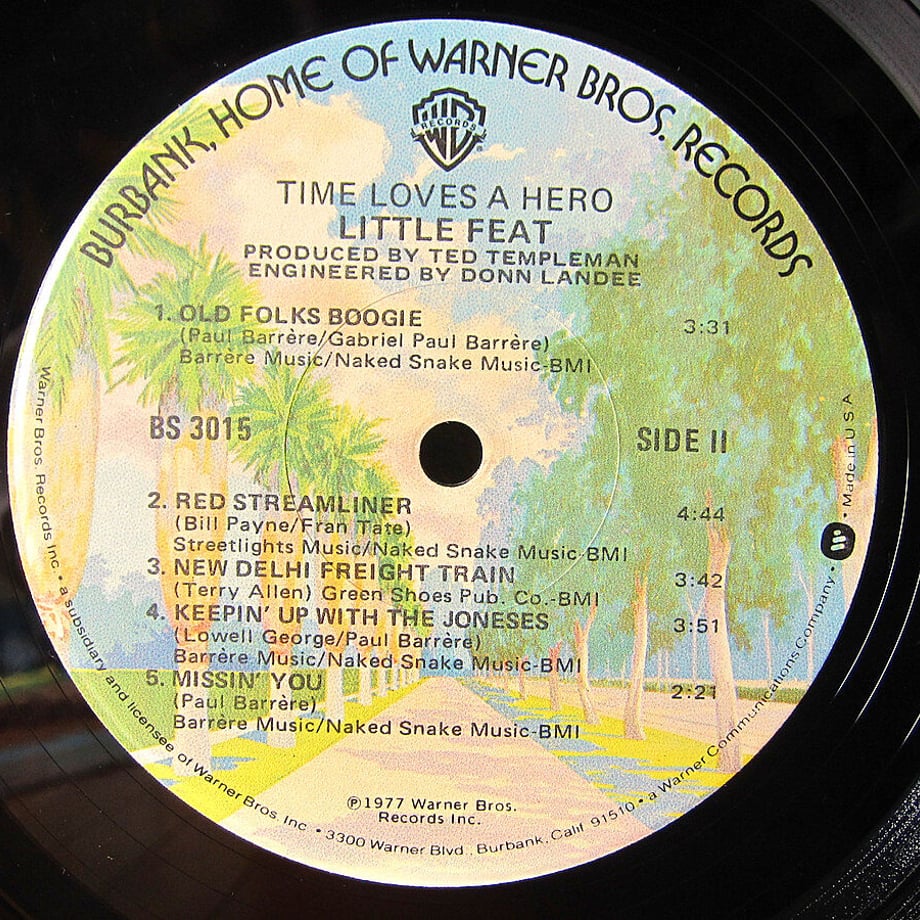 BURBANK, HOME OF WARNER BROS. RECORDS
WB
RECORDS
®
TIME LOVES A HERO
LITTLE FEAT
PRODUCED BY TED TEMPLEMAN
ENGINEERED BY DONN LANDEE
1. OLD FOLKS BOOGIE 3:31
(Paul Barrère/Gabriel Paul Barrère)
Barrère Music/Naked Snake Music-BMI
BS 3015 SIDE II
2. RED STREAMLINER 4:44
(Bill Payne/Fran Tate)
Streetlights Music/Naked Snake Music-BMI
3. NEW DELHI FREIGHT TRAIN 3:42
(Terry Allen) Green Shoes Pub. Co.-BMI
4. KEEPIN' UP WITH THE JONESES 3:51
(Lowell George/Paul Barrère)
Barrère Music/Naked Snake Music-BMI
5. MISSIN' YOU 2:21
(Paul Barrère)
Barrère Music/Naked Snake Music-BMI
℗1977 Warner Bros.
Records Inc.
Warner Bros. Records Inc. • a subsidiary and licensee of Warner Bros. Inc • 3300 Warner Blvd., Burbank, Calif. 91510 • a Warner Communications Company • Made in U S A